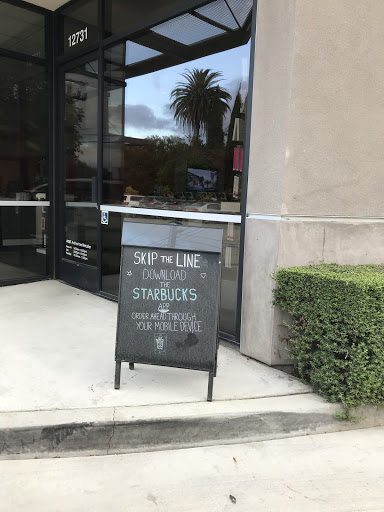 12731
SKIP THE LINE
DOWNLOAD
THE
STARBUCKS
APP
ORDER AHEAD THROUGH
YOUR MOBILE DEVICE